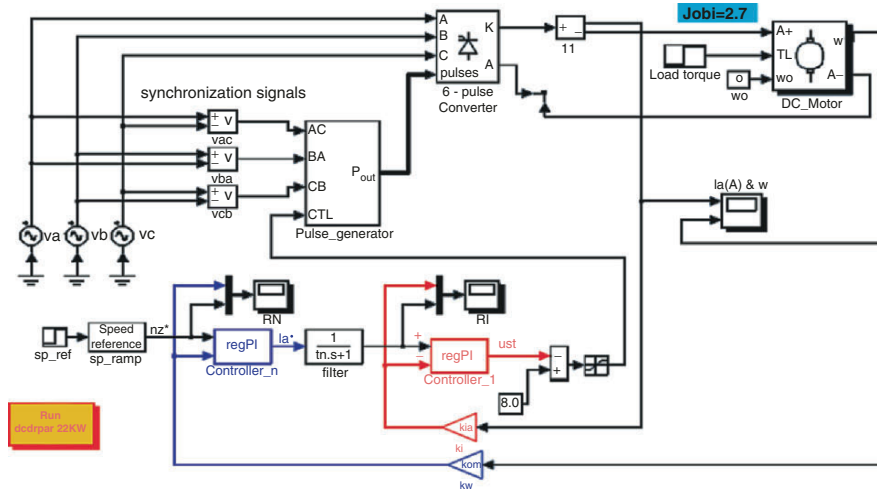 Jobi=2.7
A
B
C
pulses
K
A
6 - pulse
Converter
+
−
11
Load torque
o
wo
A+
TL
wo
w
A−
DC_Motor
synchronization signals
+
− v
vac
+
− v
vba
+
− v
vcb
AC
BA
CB
CTL
Pout
Pulse_generator
Ia(A) & w
va
vb
vc
RN
RI
sp_ref
Speed
reference
sp_ramp
nz*
regPI
Controller_n
Ia*
1
tn.s+1
filter
+
−
regPI
Controller_1
ust
−
+
8.0
Run
dcdrpar 22KW
kia
ki
kom
kw